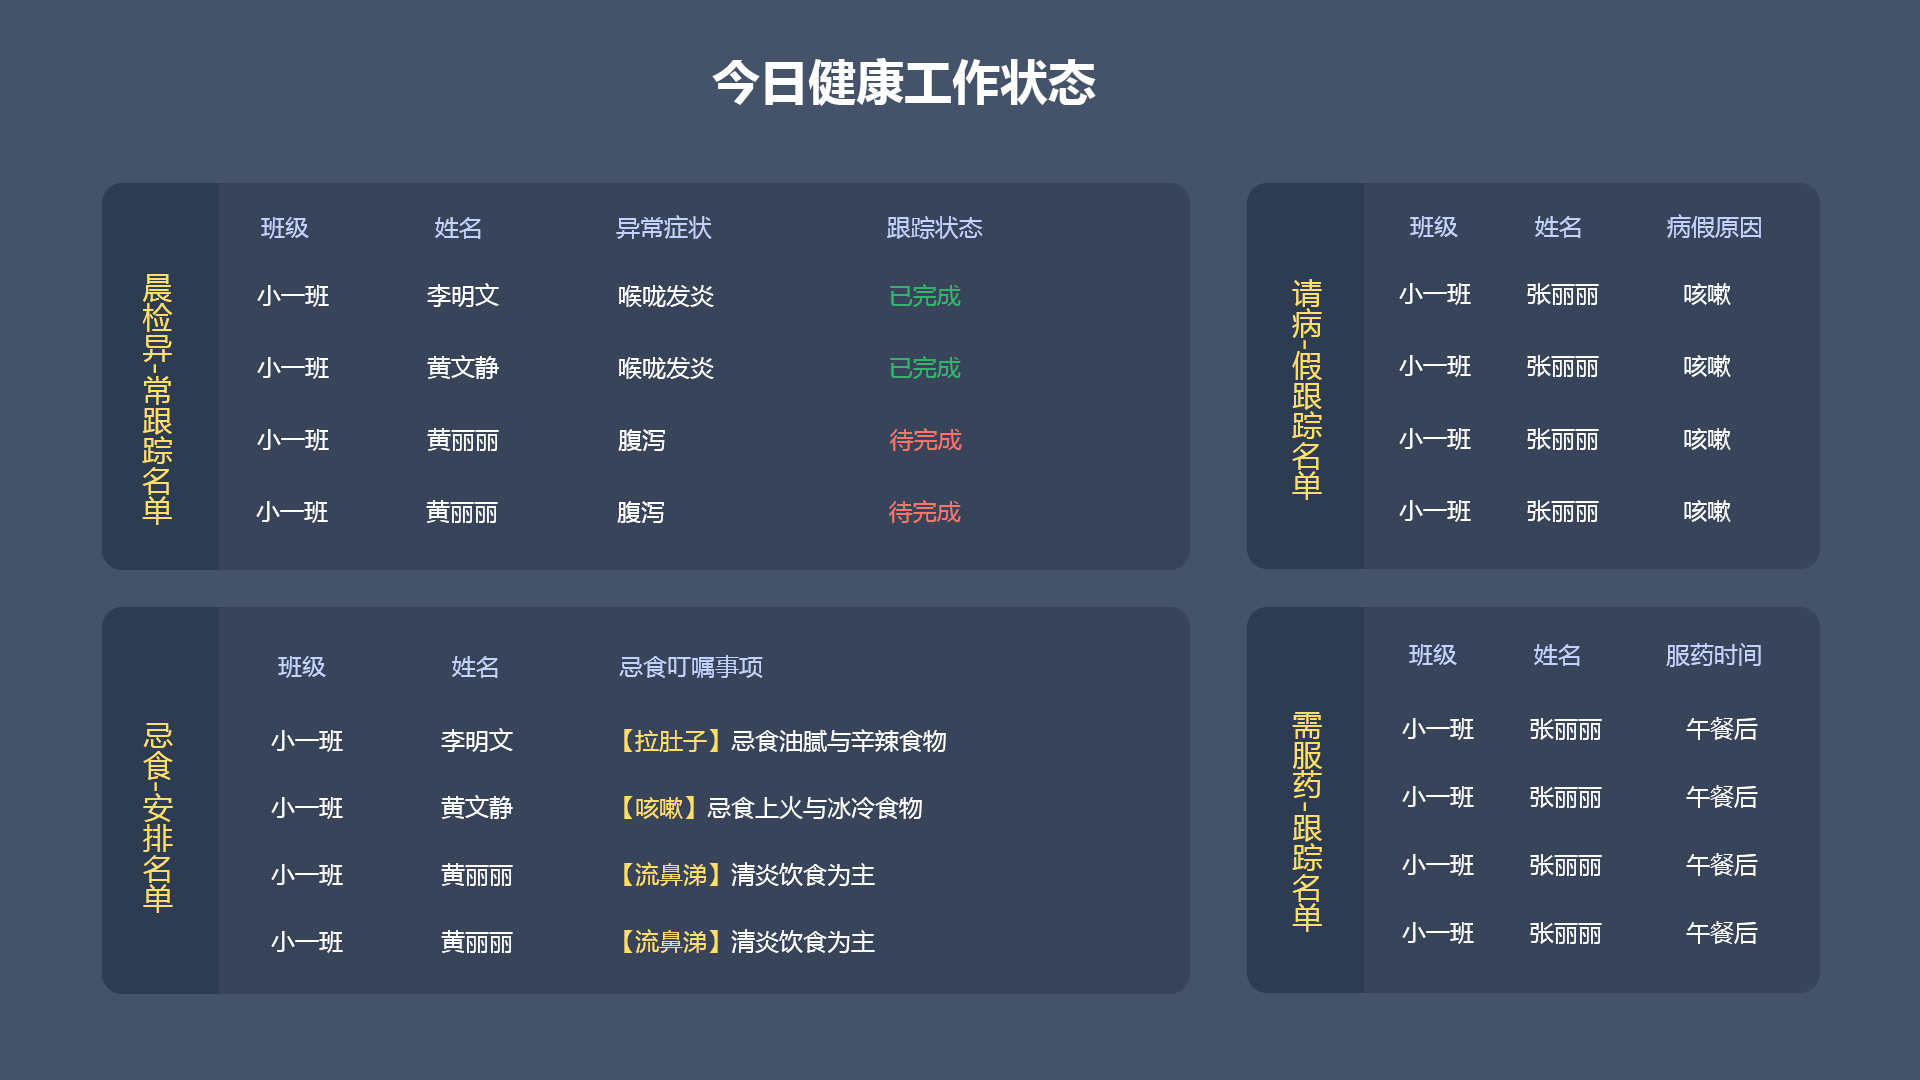 今日健康工作状态
晨检异-常跟踪名单
班级 姓名 异常症状 跟踪状态
小一班 李明文 喉咙发炎 已完成
小一班 黄文静 喉咙发炎 已完成
小一班 黄丽丽 腹泻 待完成
小一班 黄丽丽 腹泻 待完成
请病-假跟踪名单
班级 姓名 病假原因
小一班 张丽丽 咳嗽
小一班 张丽丽 咳嗽
小一班 张丽丽 咳嗽
小一班 张丽丽 咳嗽
忌食-安排名单
班级 姓名 忌食叮嘱事项
小一班 李明文 【拉肚子】忌食油腻与辛辣食物
小一班 黄文静 【咳嗽】忌食上火与冰冷食物
小一班 黄丽丽 【流鼻涕】清炎饮食为主
小一班 黄丽丽 【流鼻涕】清炎饮食为主
需服药-跟踪名单
班级 姓名 服药时间
小一班 张丽丽 午餐后
小一班 张丽丽 午餐后
小一班 张丽丽 午餐后
小一班 张丽丽 午餐后